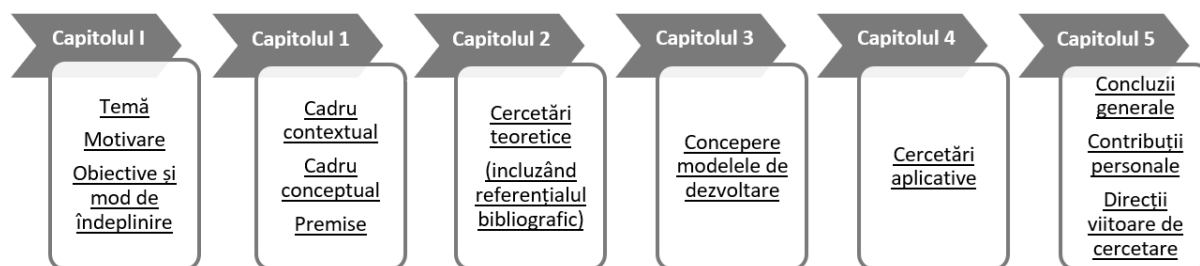 Capitolul I
Temă
Motivare
Obiective și
mod de
îndeplinire
Capitolul 1
Cadru
contextual
Cadru
conceptual
Premise
Capitolul 2
Cercetări
teoretice
(incluzând
referențialul
bibliografic)
Capitolul 3
Concepere
modelele de
dezvoltare
Capitolul 4
Cercetări
aplicative
Capitolul 5
Concluzii
generale
Contribuții
personale
Direcții
viitoare de
cercetare